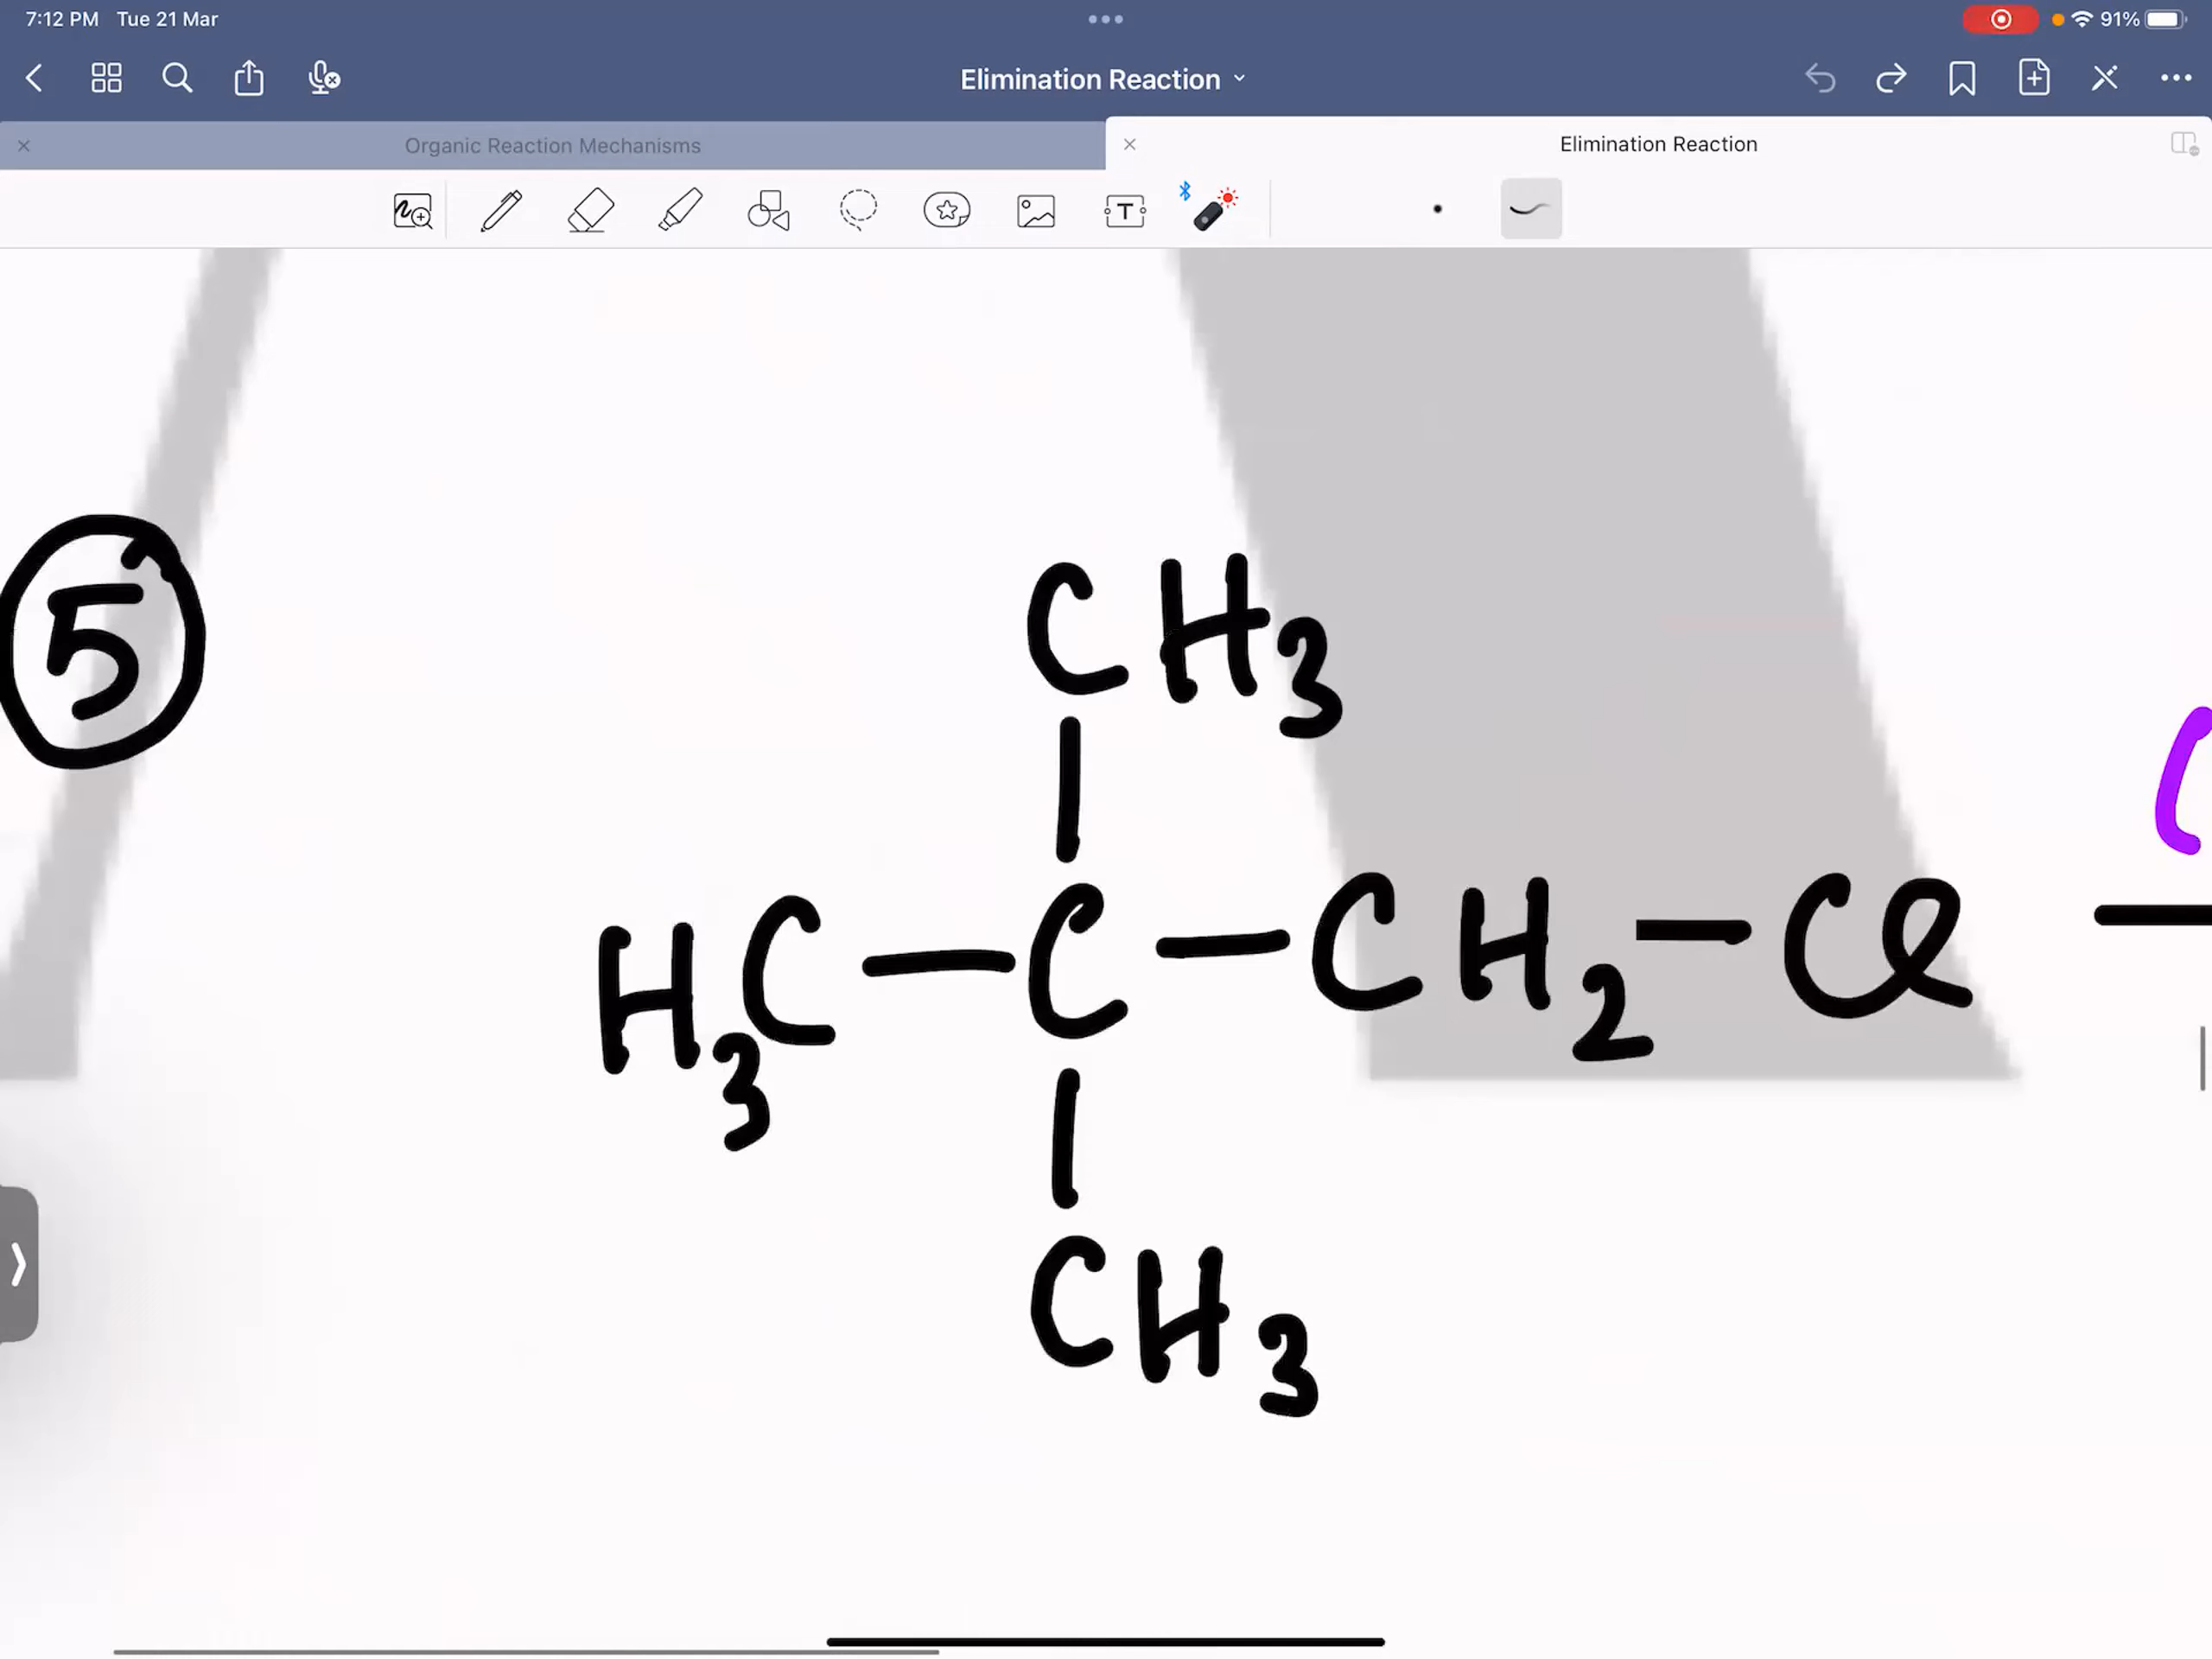 7:12 PM Tue 21 Mar
91%
Elimination Reaction
Organic Reaction Mechanisms
Elimination Reaction
T
5
CH3
H3C — C — CH2 — Cl
CH3